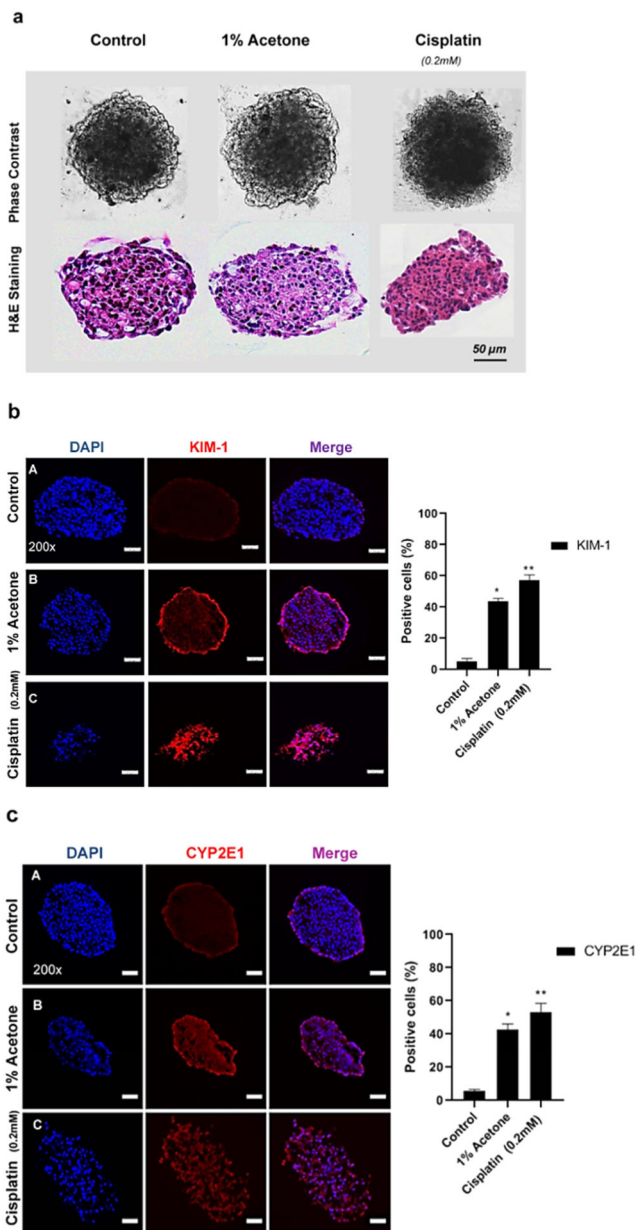 a
Control 1% Acetone Cisplatin
(0.2mM)
Phase Contrast
H&E Staining
50 µm
b
DAPI KIM-1 Merge
Control
A
200x
1% Acetone
B
Cisplatin (0.2mM)
C
Positive cells (%)
100
80
60
40
20
0
*
**
KIM-1
Control
1% Acetone
Cisplatin (0.2mM)
c
DAPI CYP2E1 Merge
Control
A
200x
1% Acetone
B
Cisplatin (0.2mM)
C
Positive cells (%)
100
80
60
40
20
0
*
**
CYP2E1
Control
1% Acetone
Cisplatin (0.2mM)